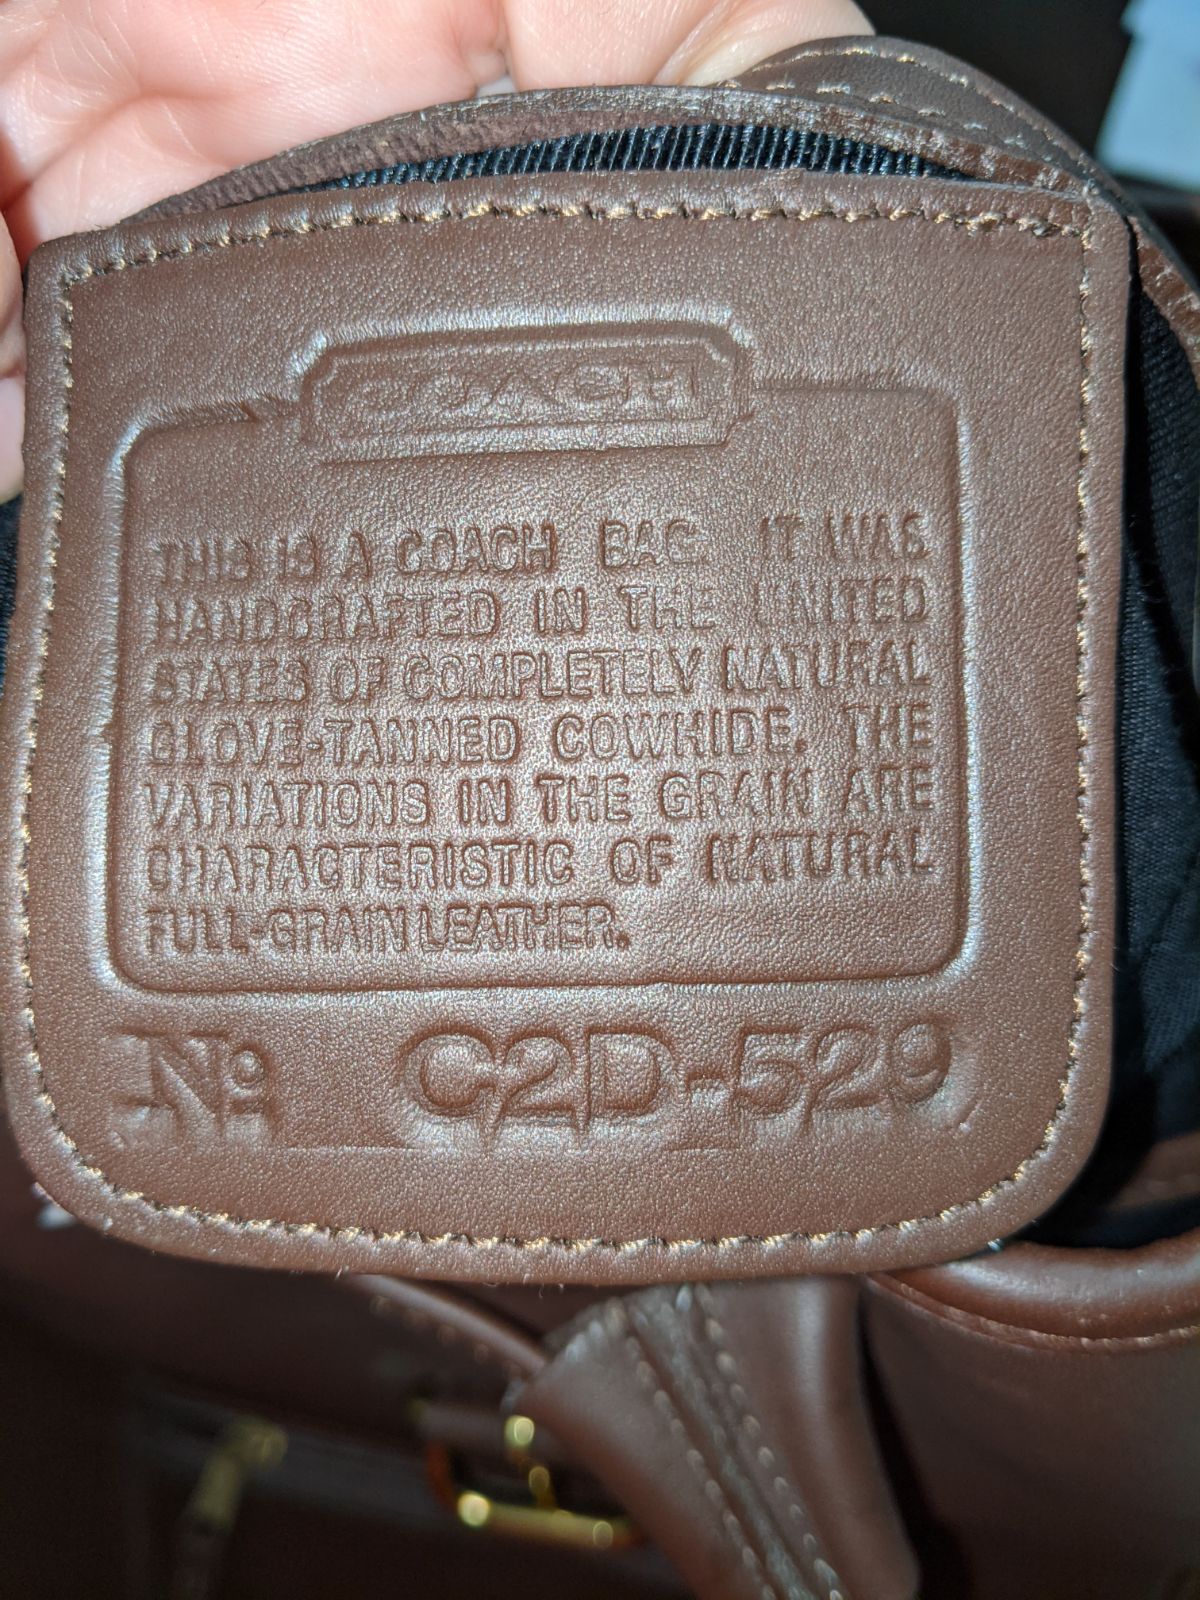 COACH
THIS IS A COACH BAG. IT WAS
HANDCRAFTED IN THE UNITED
STATES OF COMPLETELY NATURAL
GLOVE-TANNED COWHIDE. THE
VARIATIONS IN THE GRAIN ARE
CHARACTERISTIC OF NATURAL
FULL-GRAIN LEATHER.
No C2D-529